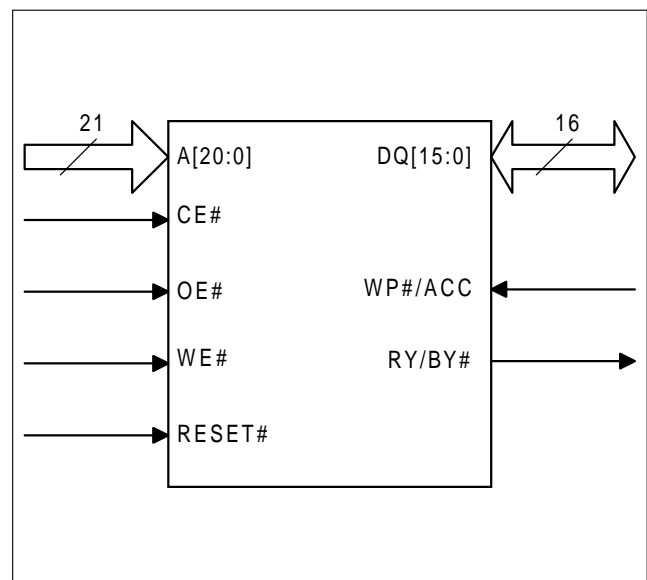 21
16
A[20:0]
DQ[15:0]
CE#
OE#
WP#/ACC
WE#
RY/BY#
RESET#